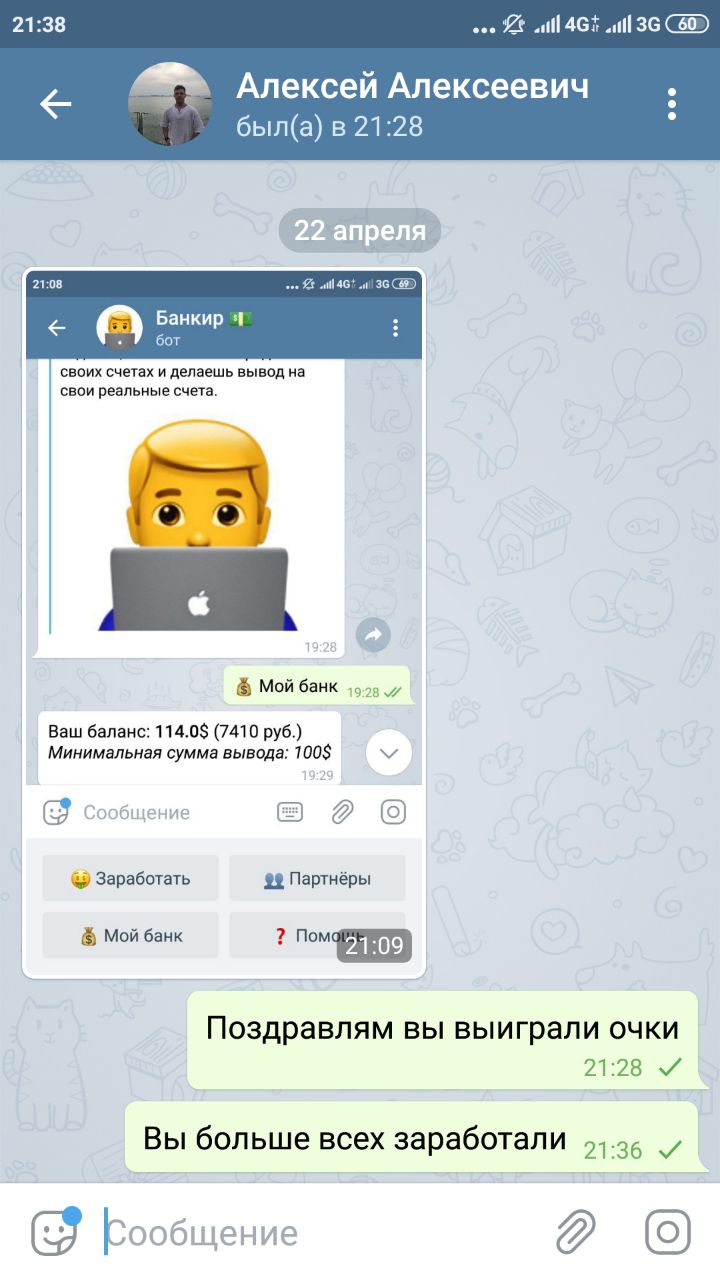 21:38
4G
3G
60
Алексей Алексеевич
был(а) в 21:28
22 апреля
21:08
4G
3G
69
Банкир
бот
своих счетах и делаешь вывод на
свои реальные счета.
19:28
Мой банк 19:28
Ваш баланс: 114.0$ (7410 руб.)
Минимальная сумма вывода: 100$
19:29
Сообщение
Заработать
Партнёры
Мой банк
Помощь
21:09
Поздравлям вы выиграли очки
21:28
Вы больше всех заработали 21:36
Сообщение